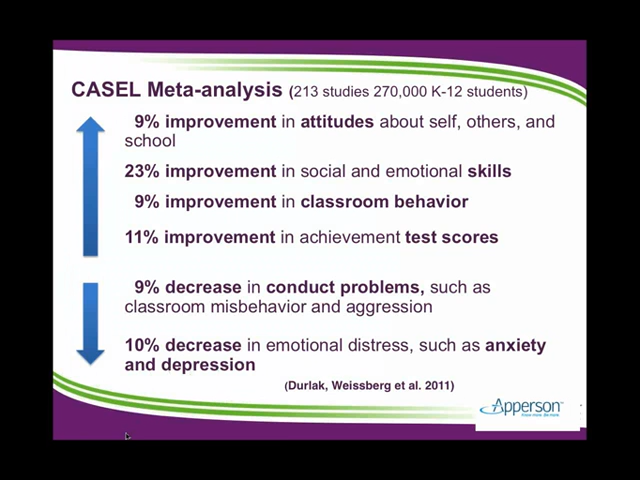 CASEL Meta-analysis (213 studies 270,000 K-12 students)
9% improvement in attitudes about self, others, and
school
23% improvement in social and emotional skills
9% improvement in classroom behavior
11% improvement in achievement test scores
9% decrease in conduct problems, such as
classroom misbehavior and aggression
10% decrease in emotional distress, such as anxiety
and depression
(Durlak, Weissberg et al. 2011)
Apperson™